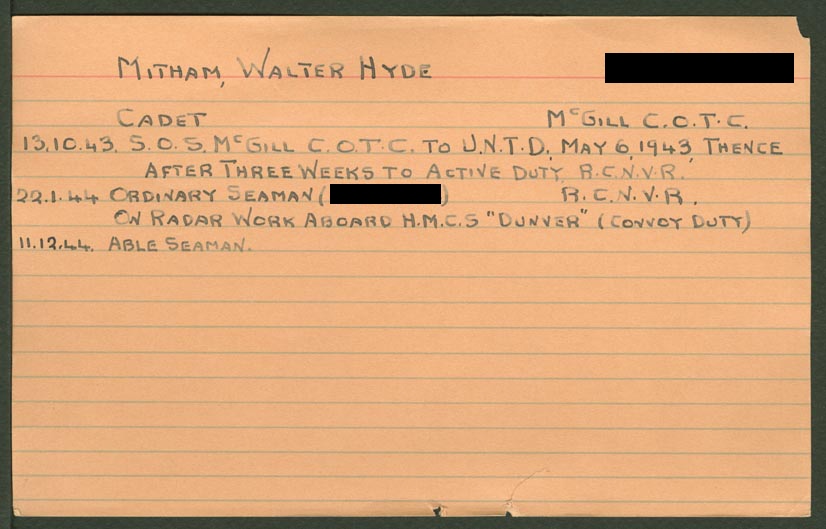 MITHAM, WALTER HYDE
CADET McGILL C.O.T.C.
13.10.43. S.O.S. McGILL C.O.T.C. TO U.N.T.D. MAY 6, 1943, THENCE
AFTER THREE WEEKS TO ACTIVE DUTY, R.C.N.V.R.
22.1.44 ORDINARY SEAMAN ( ) R.C.N.V.R.
ON RADAR WORK ABOARD H.M.C.S "DUNVER" (CONVOY DUTY)
11.12.44. ABLE SEAMAN.